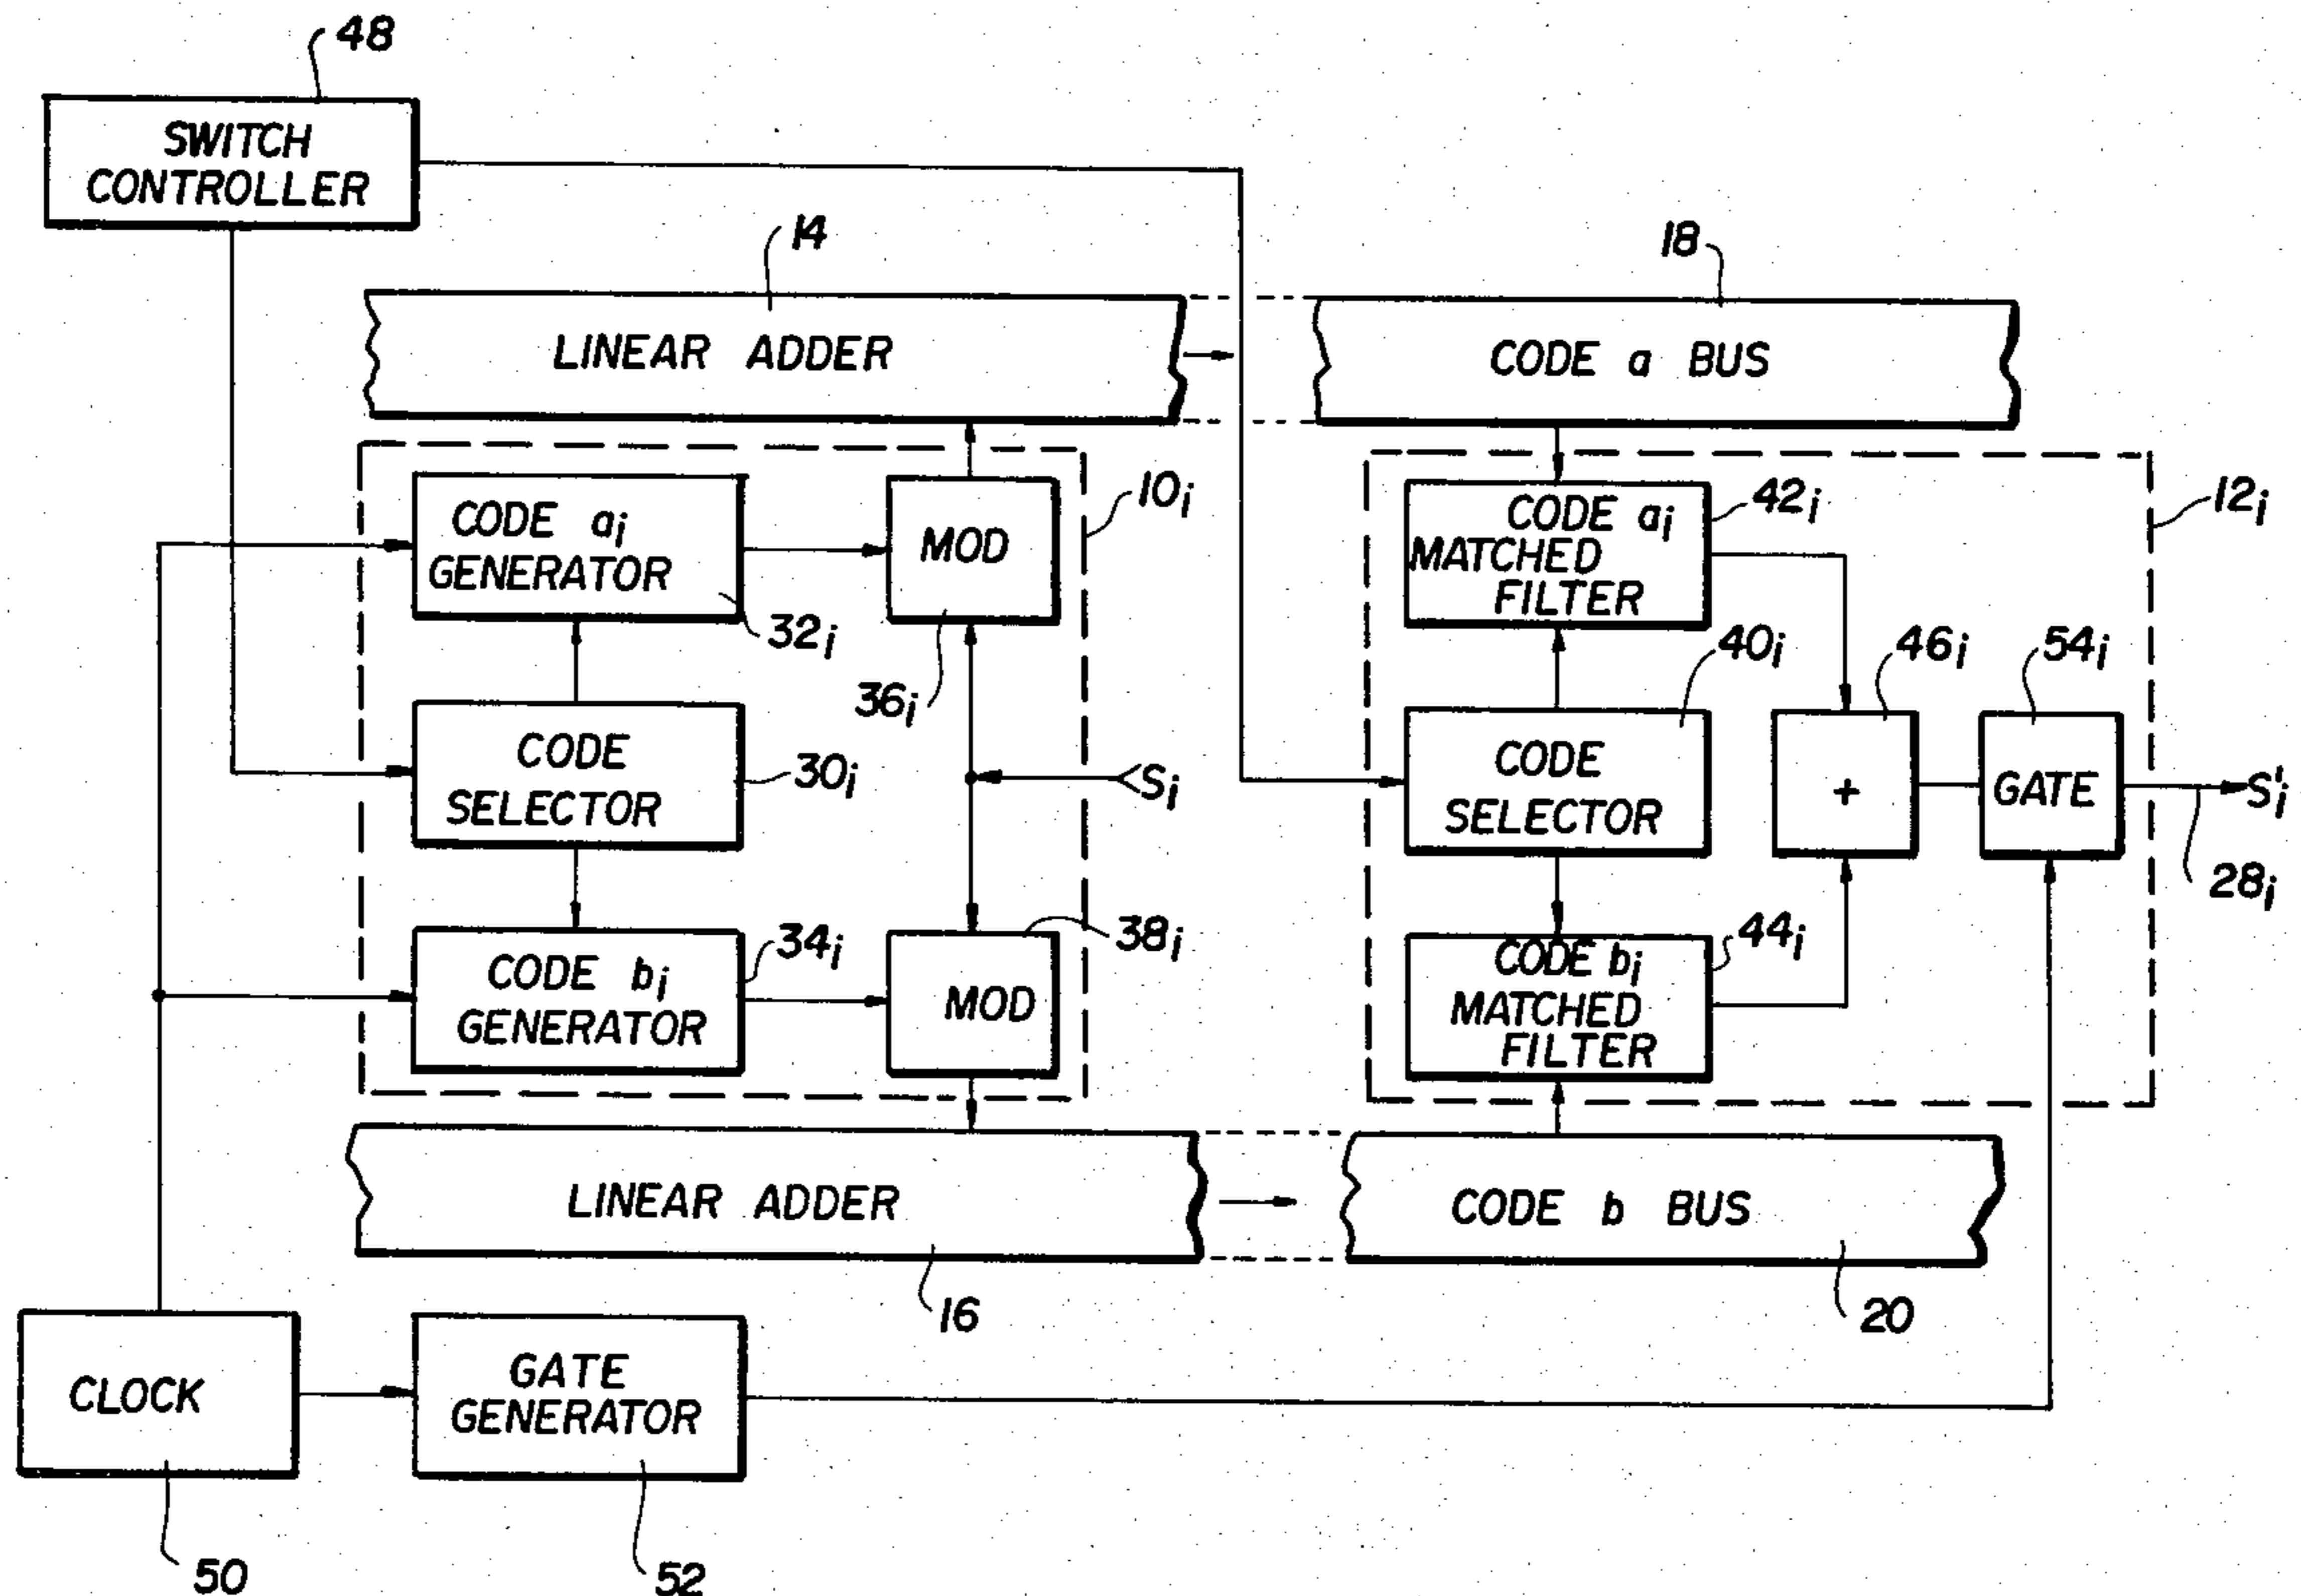 48
SWITCH
CONTROLLER
14
18
LINEAR ADDER
CODE a BUS
CODE ai
GENERATOR
MOD
10i
CODE ai
MATCHED
FILTER
42i
12i
32i
36i
40i
46i
54i
CODE
SELECTOR
30i
Si
CODE
SELECTOR
+
GATE
S'i
28i
CODE bi
GENERATOR
34i
MOD
38i
CODE bi
MATCHED
FILTER
44i
LINEAR ADDER
CODE b BUS
16
20
CLOCK
GATE
GENERATOR
50
52